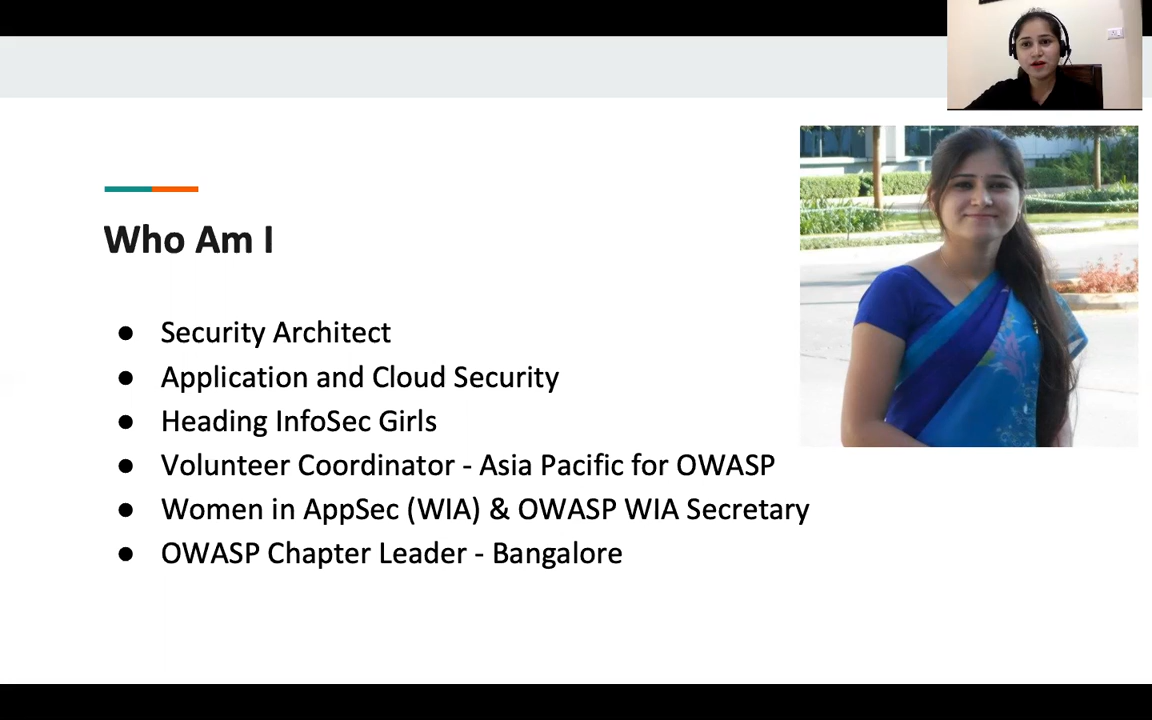 Who Am I
● Security Architect
● Application and Cloud Security
● Heading InfoSec Girls
● Volunteer Coordinator - Asia Pacific for OWASP
● Women in AppSec (WIA) & OWASP WIA Secretary
● OWASP Chapter Leader - Bangalore